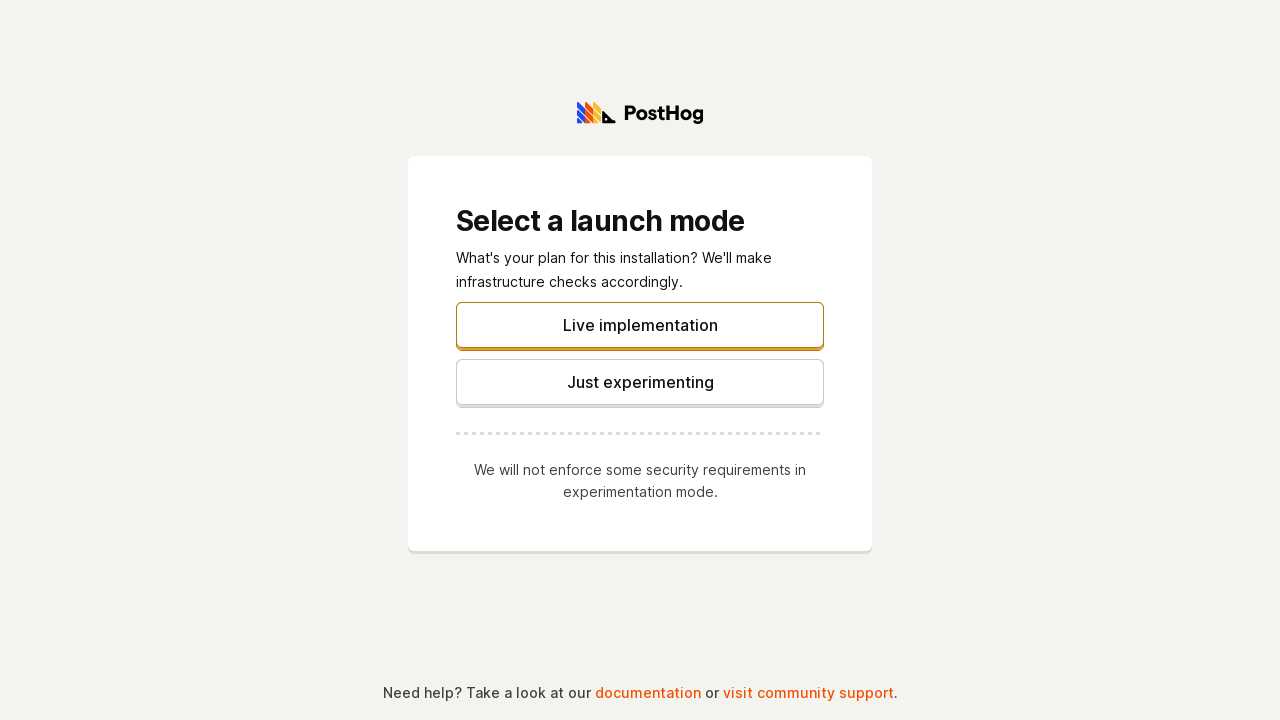 PostHog
Select a launch mode
What's your plan for this installation? We'll make
infrastructure checks accordingly.
Live implementation
Just experimenting
We will not enforce some security requirements in
experimentation mode.
Need help? Take a look at our documentation or visit community support.